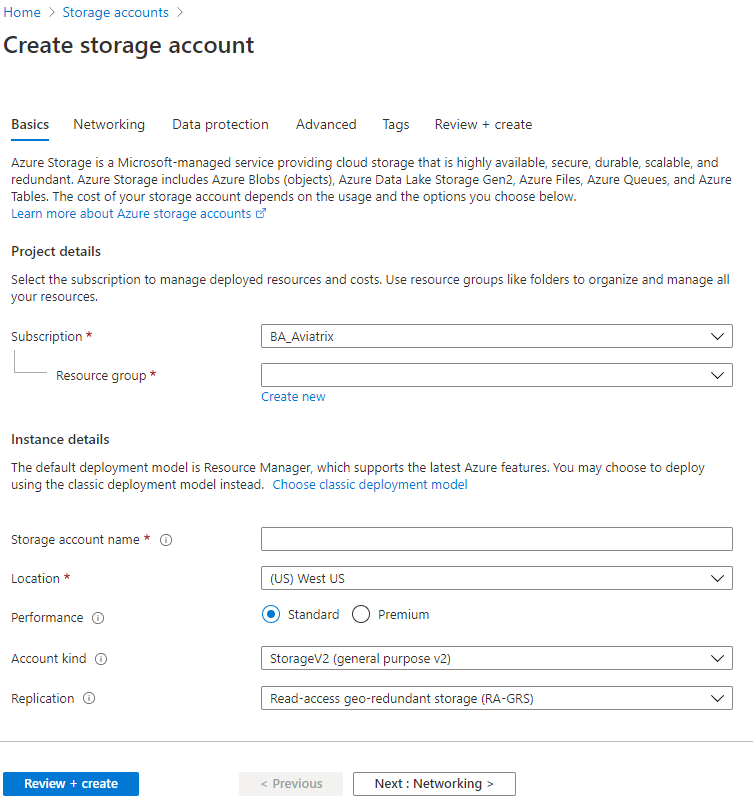 Home > Storage accounts >
Create storage account
Basics Networking Data protection Advanced Tags Review + create
Azure Storage is a Microsoft-managed service providing cloud storage that is highly available, secure, durable, scalable, and
redundant. Azure Storage includes Azure Blobs (objects), Azure Data Lake Storage Gen2, Azure Files, Azure Queues, and Azure
Tables. The cost of your storage account depends on the usage and the options you choose below.
Learn more about Azure storage accounts
Project details
Select the subscription to manage deployed resources and costs. Use resource groups like folders to organize and manage all
your resources.
Subscription * BA_Aviatrix
Resource group *
Create new
Instance details
The default deployment model is Resource Manager, which supports the latest Azure features. You may choose to deploy
using the classic deployment model instead. Choose classic deployment model
Storage account name *
Location * (US) West US
Performance Standard Premium
Account kind StorageV2 (general purpose v2)
Replication Read-access geo-redundant storage (RA-GRS)
Review + create < Previous Next : Networking >